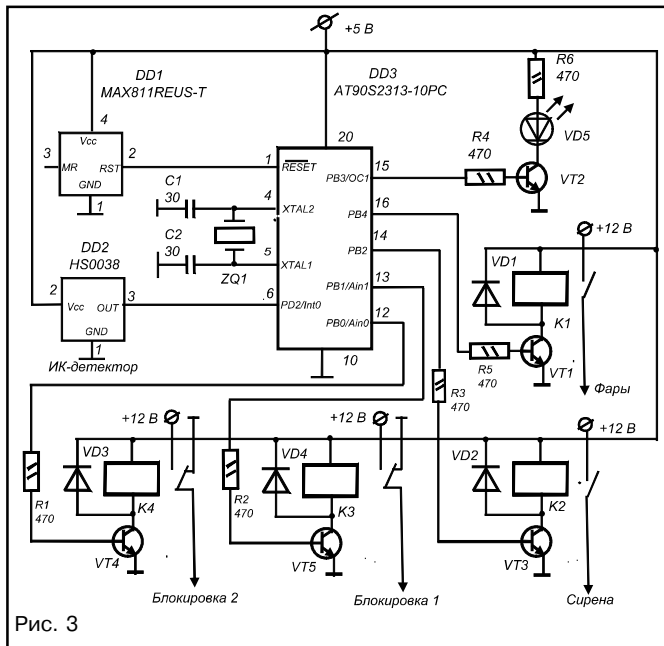 +5 В
DD1
MAX811REUS-T
DD3
AT90S2313-10PC
R6
470
4
Vcc
3
MR
RST
2
GND
1
20
1
RESET
PB3/OC1
15
R4
470
VD5
VT2
C1
30
4
XTAL2
PB4
16
C2
30
5
XTAL1
PB2
14
ZQ1
DD2
HS0038
2
Vcc
OUT
3
GND
1
6
PD2/Int0
PB1/Ain1
13
PB0/Ain0
12
10
ИК-детектор
+12 В
VD1
K1
R5
470
VT1
Фары
R3
470
+12 В
VD3
K4
R1
470
VT4
Блокировка 2
+12 В
VD4
K3
R2
470
VT5
Блокировка 1
+12 В
VD2
K2
VT3
Сирена
Рис. 3